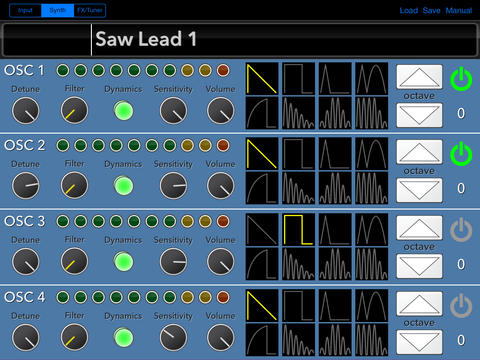 Input Synth FX/Tuner Load Save Manual
Saw Lead 1
OSC 1
Detune Filter Dynamics Sensitivity Volume octave 0
OSC 2
Detune Filter Dynamics Sensitivity Volume octave 0
OSC 3
Detune Filter Dynamics Sensitivity Volume octave 0
OSC 4
Detune Filter Dynamics Sensitivity Volume octave 0